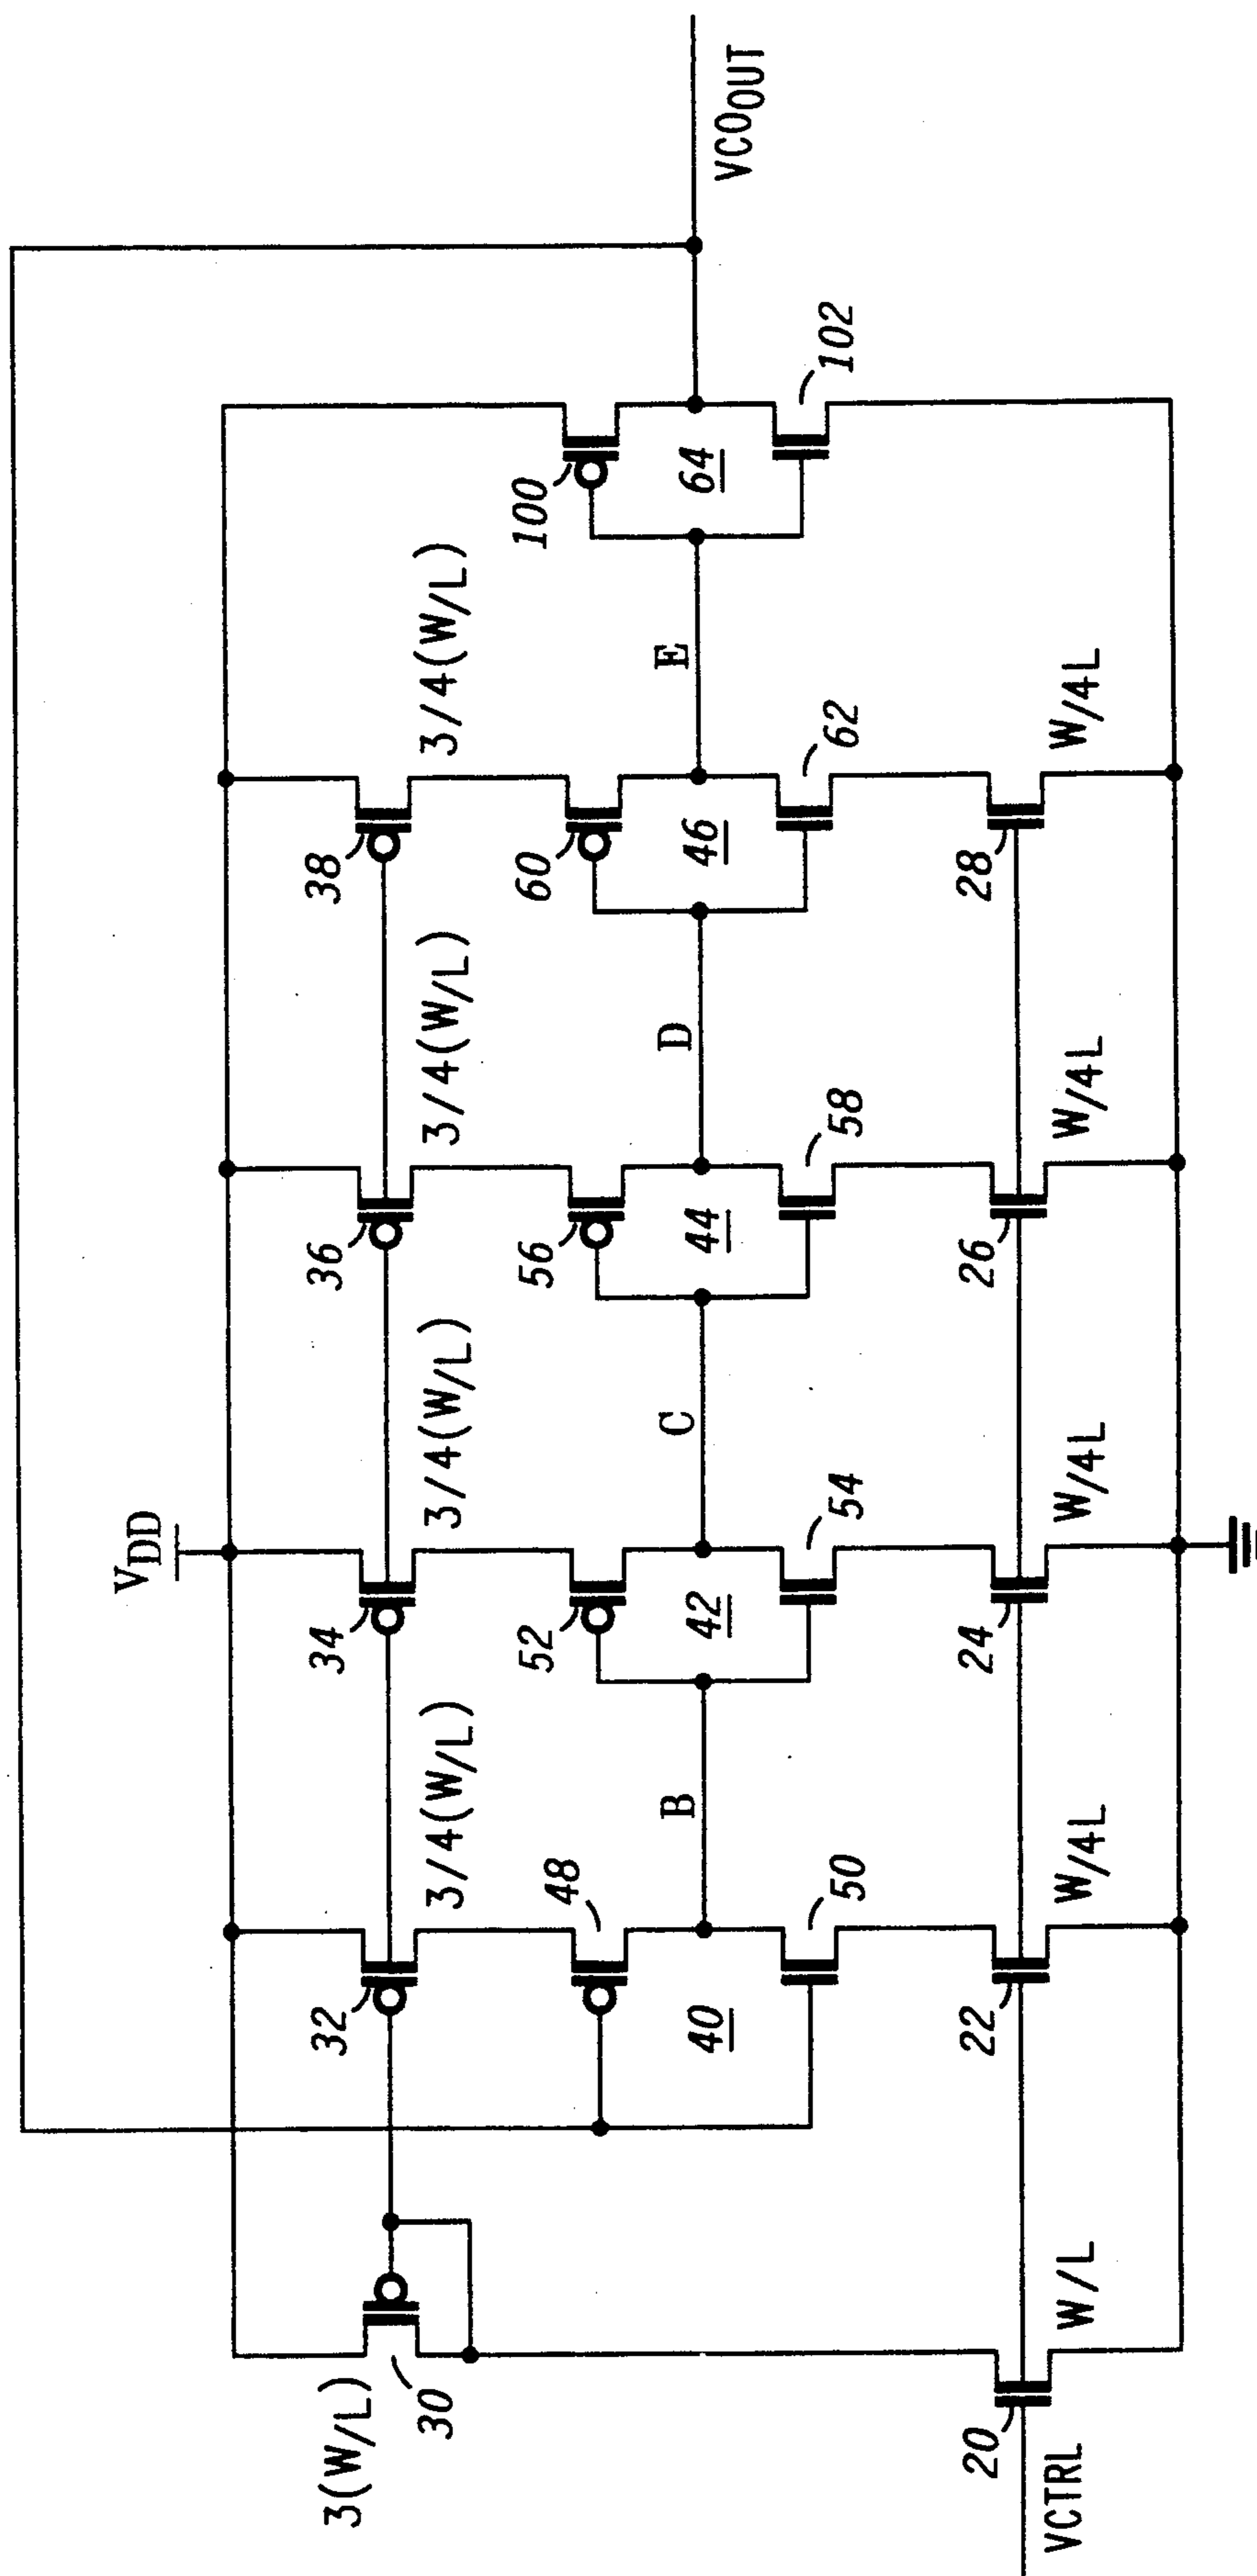 V_DD
3(W/L)
30
32
3/4(W/L)
34
3/4(W/L)
36
3/4(W/L)
38
3/4(W/L)
48
52
56
60
100
40
B
42
C
44
D
46
E
64
VCO_OUT
50
54
58
62
102
VCTRL
20
W/L
22
W/4L
24
W/4L
26
W/4L
28
W/4L